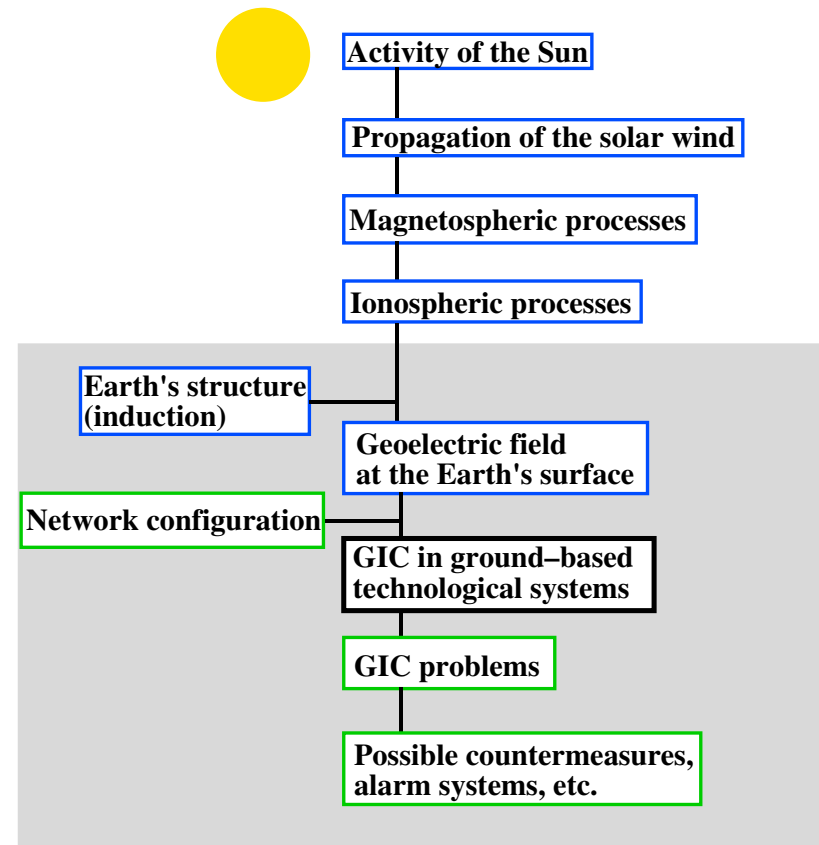 Activity of the Sun
Propagation of the solar wind
Magnetospheric processes
Ionospheric processes
Earth's structure
(induction)
Geoelectric field
at the Earth's surface
Network configuration
GIC in ground–based
technological systems
GIC problems
Possible countermeasures,
alarm systems, etc.